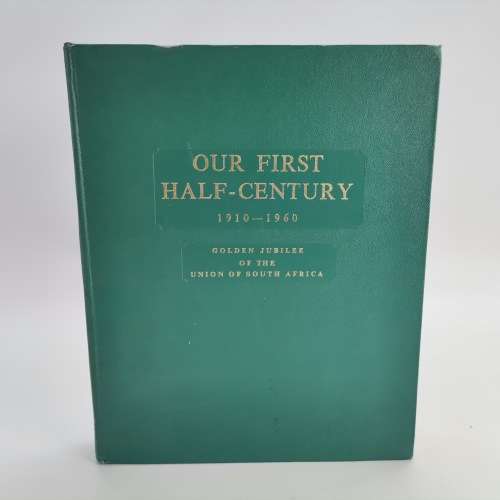 OUR FIRST
HALF-CENTURY
1910—1960
GOLDEN JUBILEE
OF THE
UNION OF SOUTH AFRICA